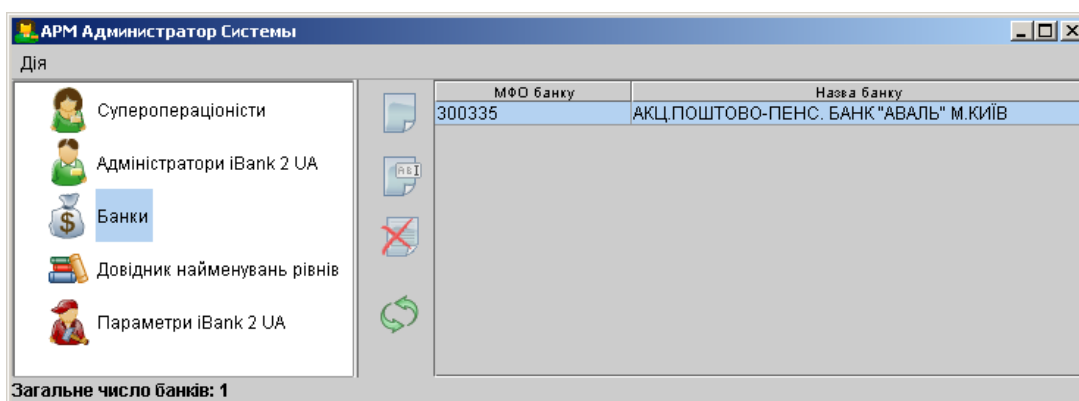 АРМ Администратор Системы
Дія
Суперопераціоністи
Адміністратори iBank 2 UA
Банки
Довідник найменувань рівнів
Параметри iBank 2 UA
МФО банку Назва банку
300335 АКЦ.ПОШТОВО-ПЕНС. БАНК "АВАЛЬ" М.КИЇВ
Загальне число банків: 1